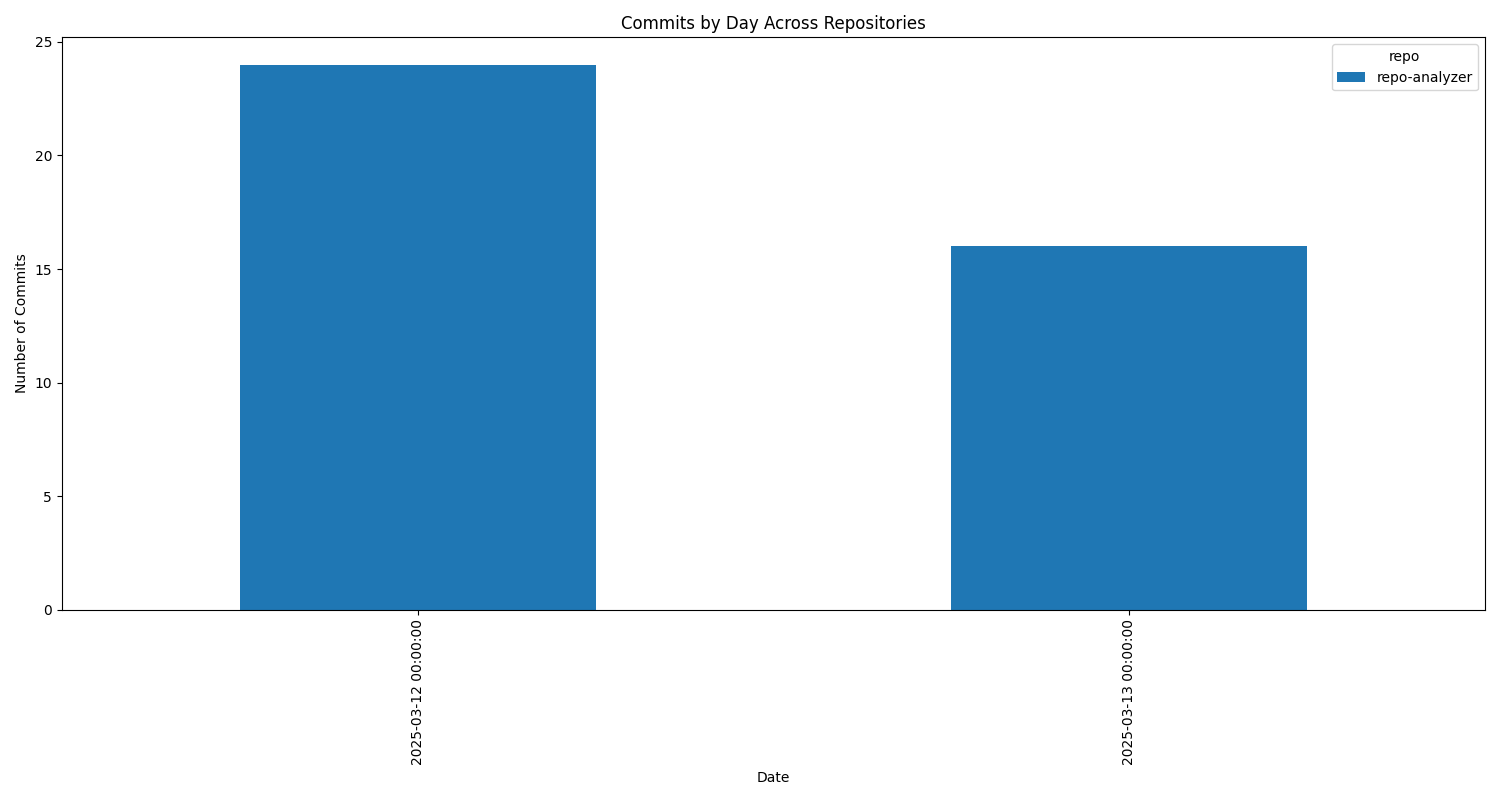 Commits by Day Across Repositories
repo
repo-analyzer
Number of Commits
25
20
15
10
5
0
2025-03-12 00:00:00
2025-03-13 00:00:00
Date